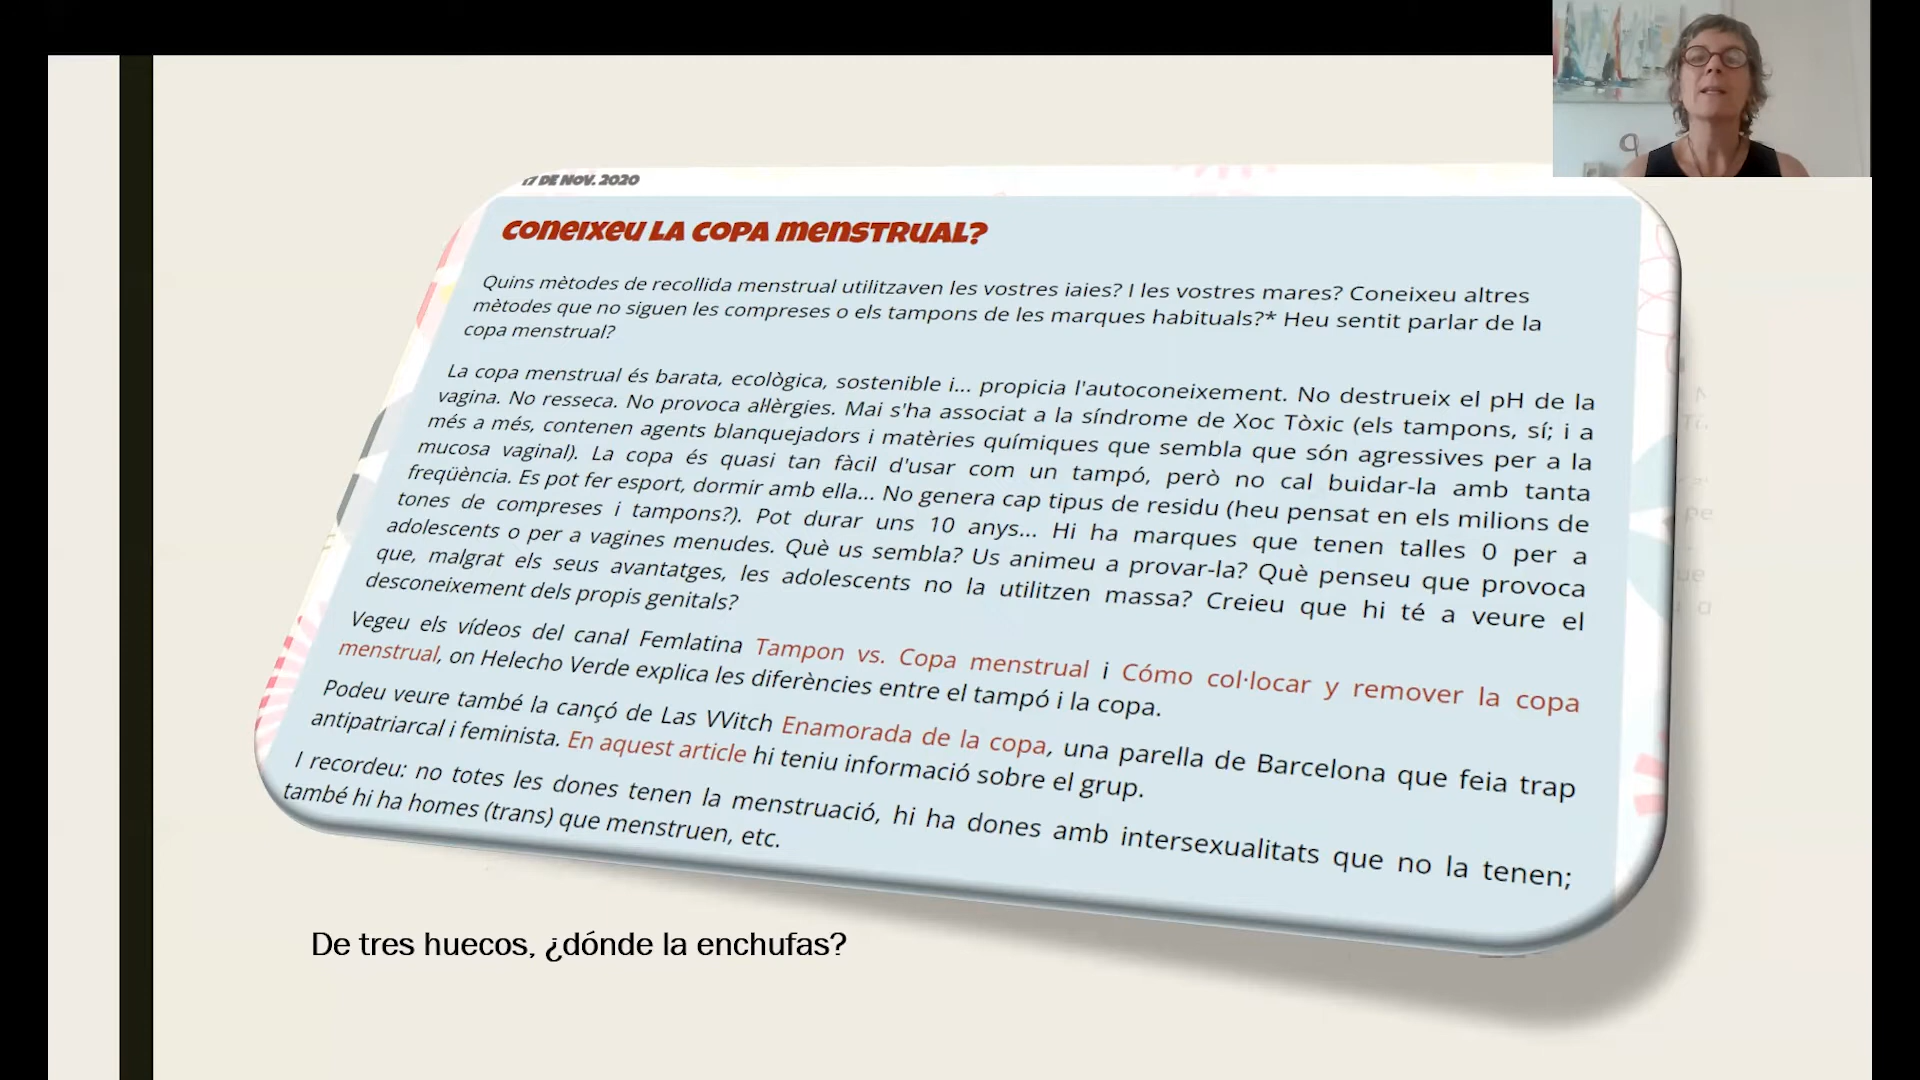 17 DE NOV. 2020
CONEIXEU LA COPA MENSTRUAL?
Quins mètodes de recollida menstrual utilitzaven les vostres iaies? I les vostres mares? Coneixeu altres
mètodes que no siguen les compreses o els tampons de les marques habituals?* Heu sentit parlar de la
copa menstrual?
La copa menstrual és barata, ecològica, sostenible i... propicia l'autoconeixement. No destrueix el pH de la
vagina. No resseca. No provoca al·lèrgies. Mai s'ha associat a la síndrome de Xoc Tòxic (els tampons, sí; i a
més a més, contenen agents blanquejadors i matèries químiques que sembla que són agressives per a la
mucosa vaginal). La copa és quasi tan fàcil d'usar com un tampó, però no cal buidar-la amb tanta
freqüència. Es pot fer esport, dormir amb ella... No genera cap tipus de residu (heu pensat en els milions de
tones de compreses i tampons?). Pot durar uns 10 anys... Hi ha marques que tenen talles 0 per a
adolescents o per a vagines menudes. Què us sembla? Us animeu a provar-la? Què penseu que provoca
que, malgrat els seus avantatges, les adolescents no la utilitzen massa? Creieu que hi té a veure el
desconeixement dels propis genitals?
Vegeu els vídeos del canal Femlatina Tampon vs. Copa menstrual i Cómo col·locar y remover la copa
menstrual, on Helecho Verde explica les diferències entre el tampó i la copa.
Podeu veure també la cançó de Las VVitch Enamorada de la copa, una parella de Barcelona que feia trap
antipatriarcal i feminista. En aquest article hi teniu informació sobre el grup.
I recordeu: no totes les dones tenen la menstruació, hi ha dones amb intersexualitats que no la tenen;
també hi ha homes (trans) que menstruen, etc.
De tres huecos, ¿dónde la enchufas?